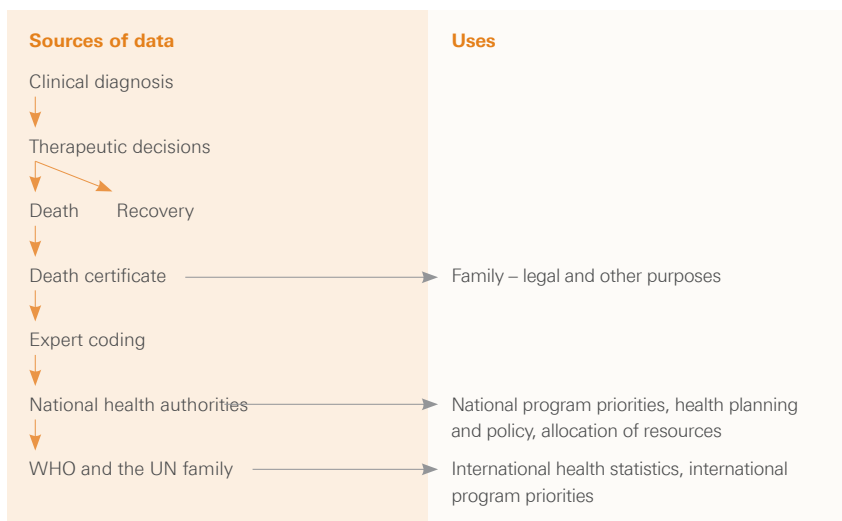 Sources of data
Uses
Clinical diagnosis
Therapeutic decisions
Death
Recovery
Death certificate
Family – legal and other purposes
Expert coding
National health authorities
National program priorities, health planning
and policy, allocation of resources
WHO and the UN family
International health statistics, international
program priorities